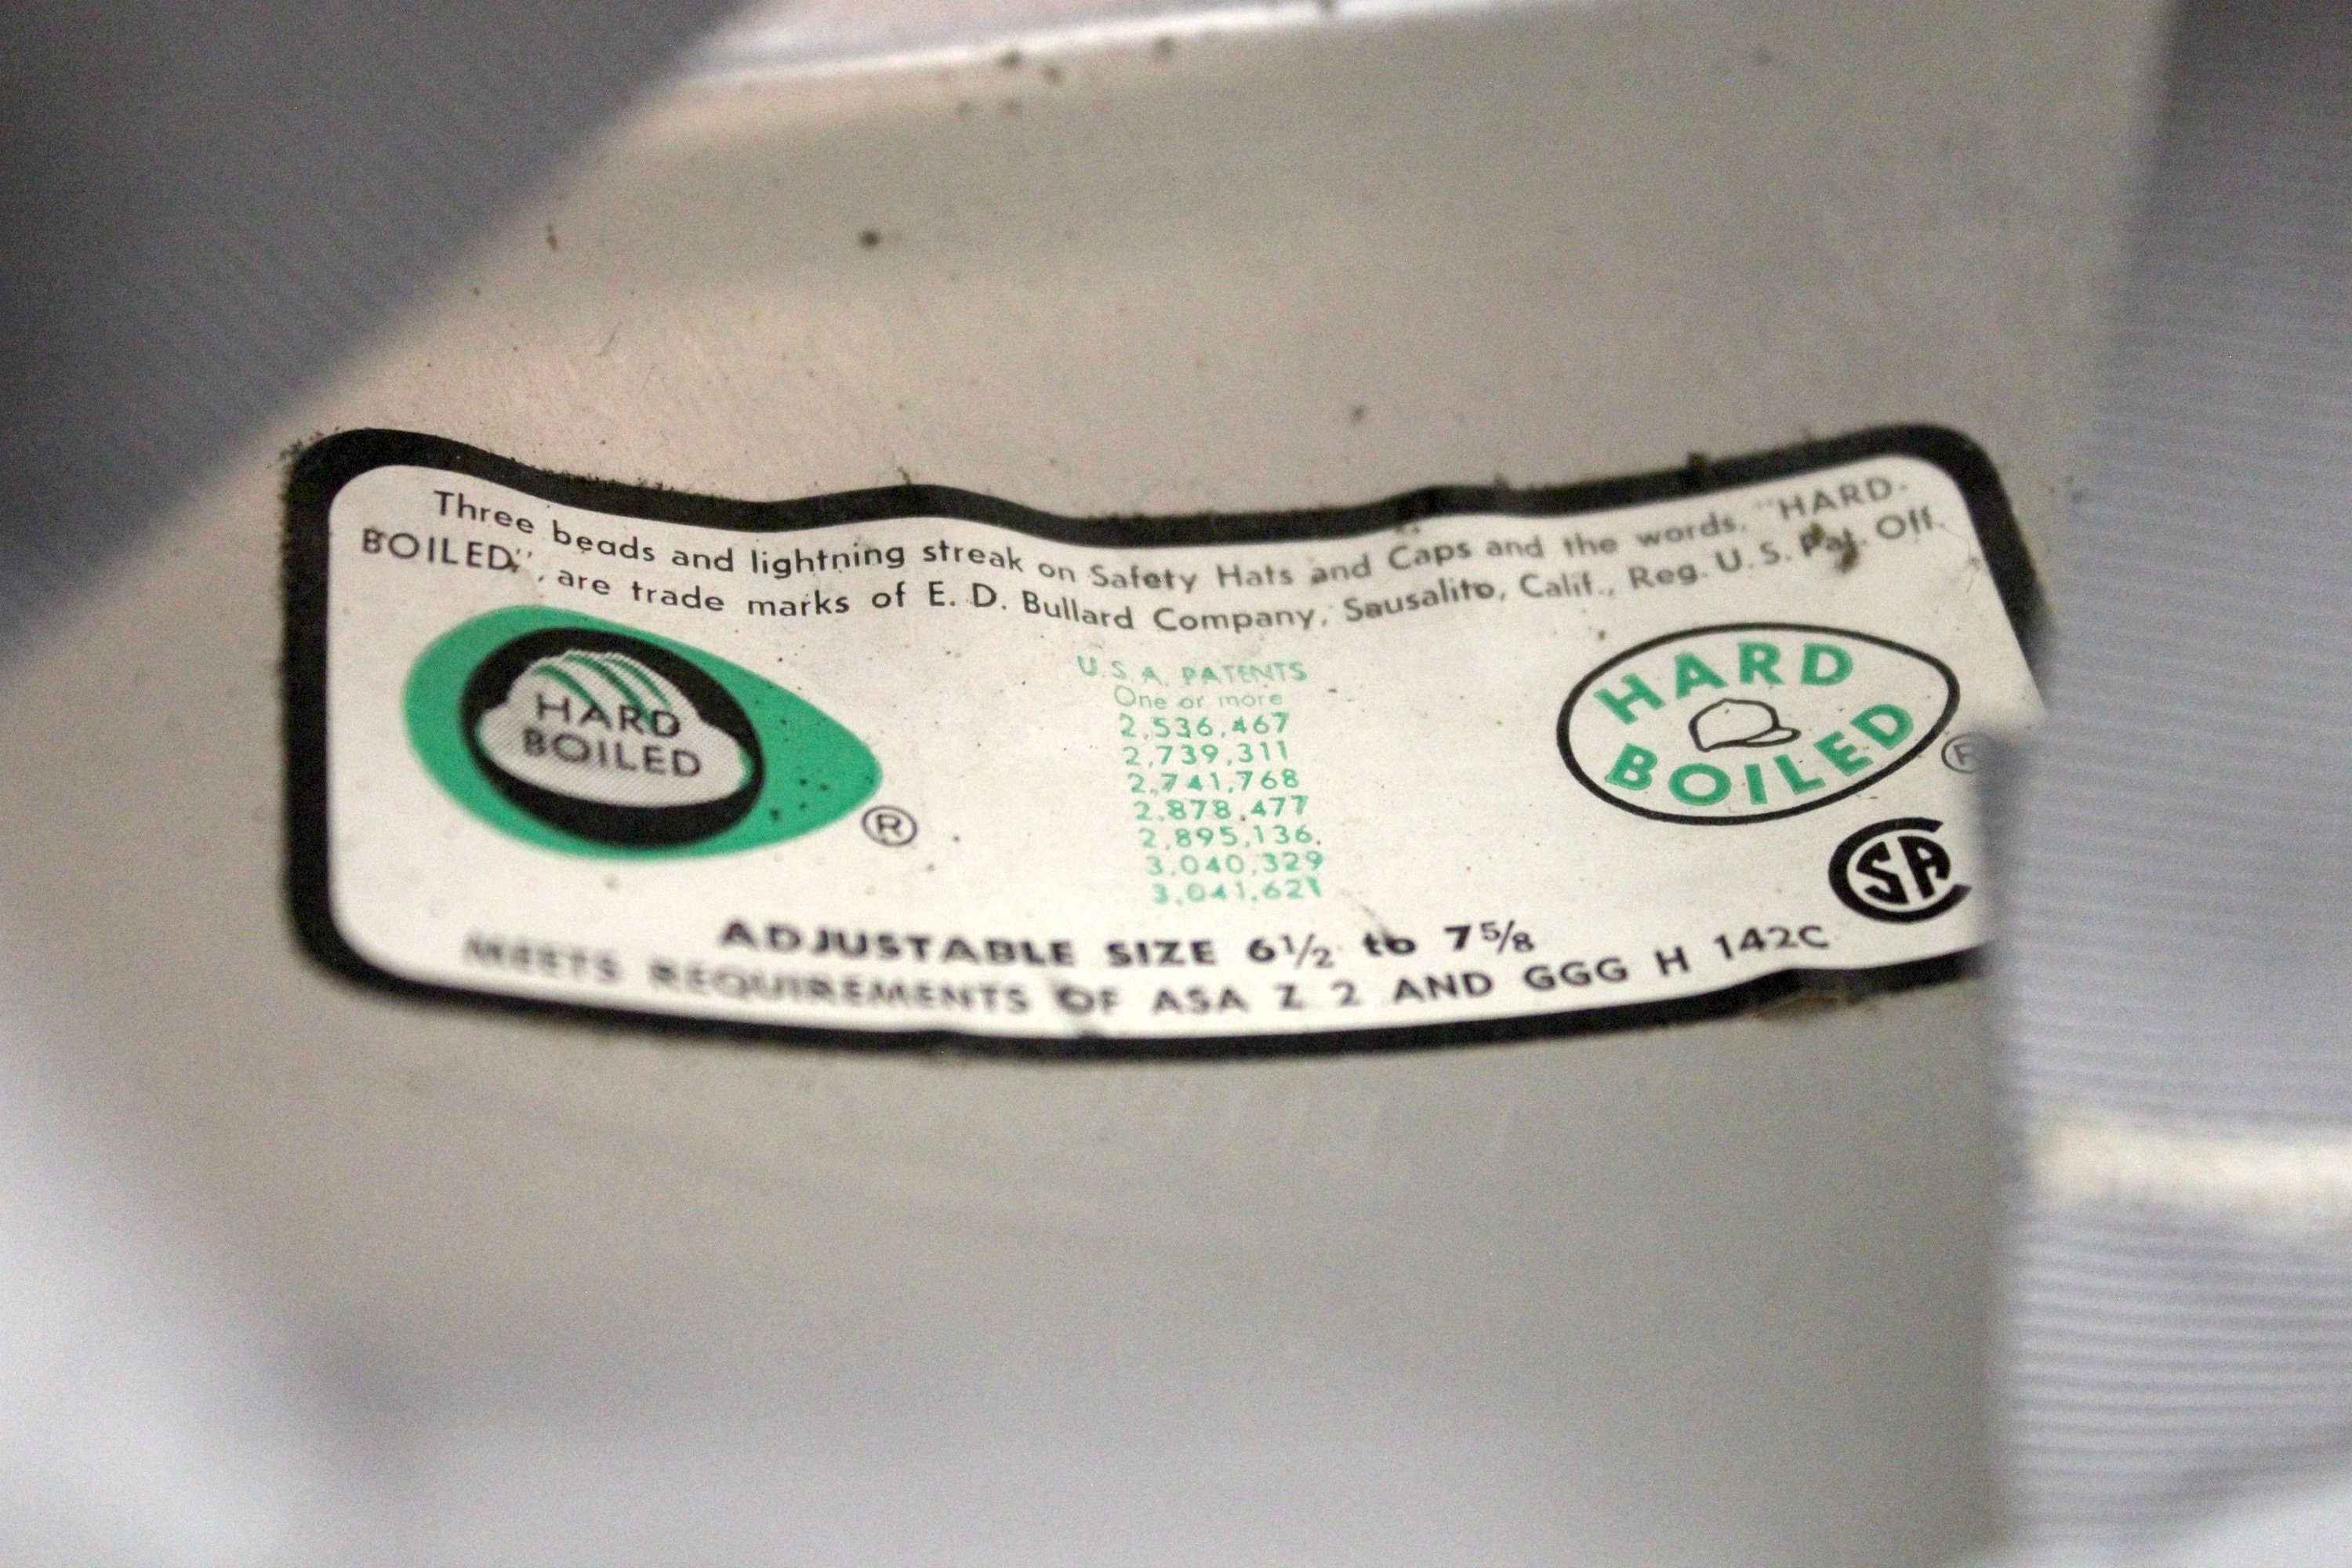 Three beads and lightning streak on Safety Hats and Caps and the words, "HARD-
BOILED", are trade marks of E. D. Bullard Company, Sausalito, Calif., Reg. U.S. Pat. Off.
HARD
BOILED
®
U.S.A. PATENTS
One or more
2,536,467
2,739,311
2,741,768
2,878,477
2,895,136,
3,040,329
3,041,621
HARD
BOILED
®
CSA
ADJUSTABLE SIZE 6½ to 7⅝
MEETS REQUIREMENTS OF ASA Z 2 AND GGG H 142C